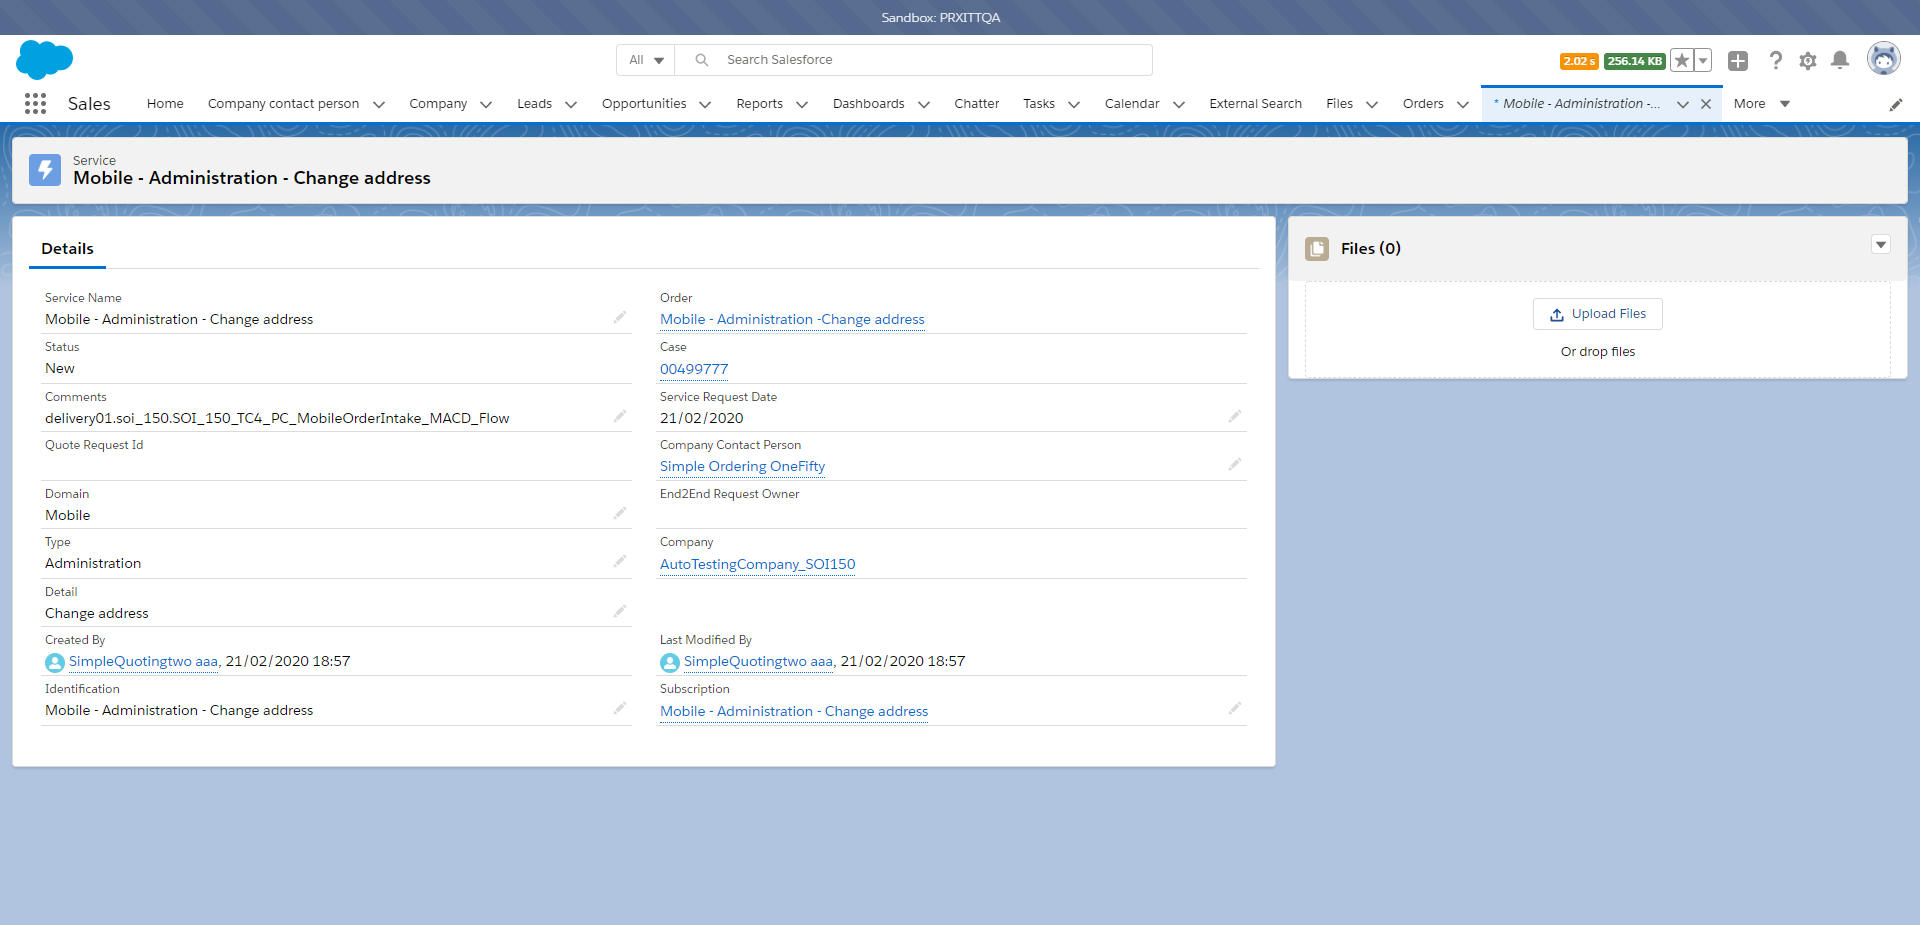 Sandbox: PRXITTQA
All
Search Salesforce
2.02 s
256.14 KB
Sales
Home
Company contact person
Company
Leads
Opportunities
Reports
Dashboards
Chatter
Tasks
Calendar
External Search
Files
Orders
* Mobile - Administration -...
More
Service
Mobile - Administration - Change address
Details
Service Name
Mobile - Administration - Change address
Order
Mobile - Administration -Change address
Status
New
Case
00499777
Comments
delivery01.soi_150.SOI_150_TC4_PC_MobileOrderIntake_MACD_Flow
Service Request Date
21/02/2020
Quote Request Id
Company Contact Person
Simple Ordering OneFifty
Domain
Mobile
End2End Request Owner
Type
Administration
Company
AutoTestingCompany_SOI150
Detail
Change address
Created By
SimpleQuotingtwo aaa, 21/02/2020 18:57
Last Modified By
SimpleQuotingtwo aaa, 21/02/2020 18:57
Identification
Mobile - Administration - Change address
Subscription
Mobile - Administration - Change address
Files (0)
Upload Files
Or drop files